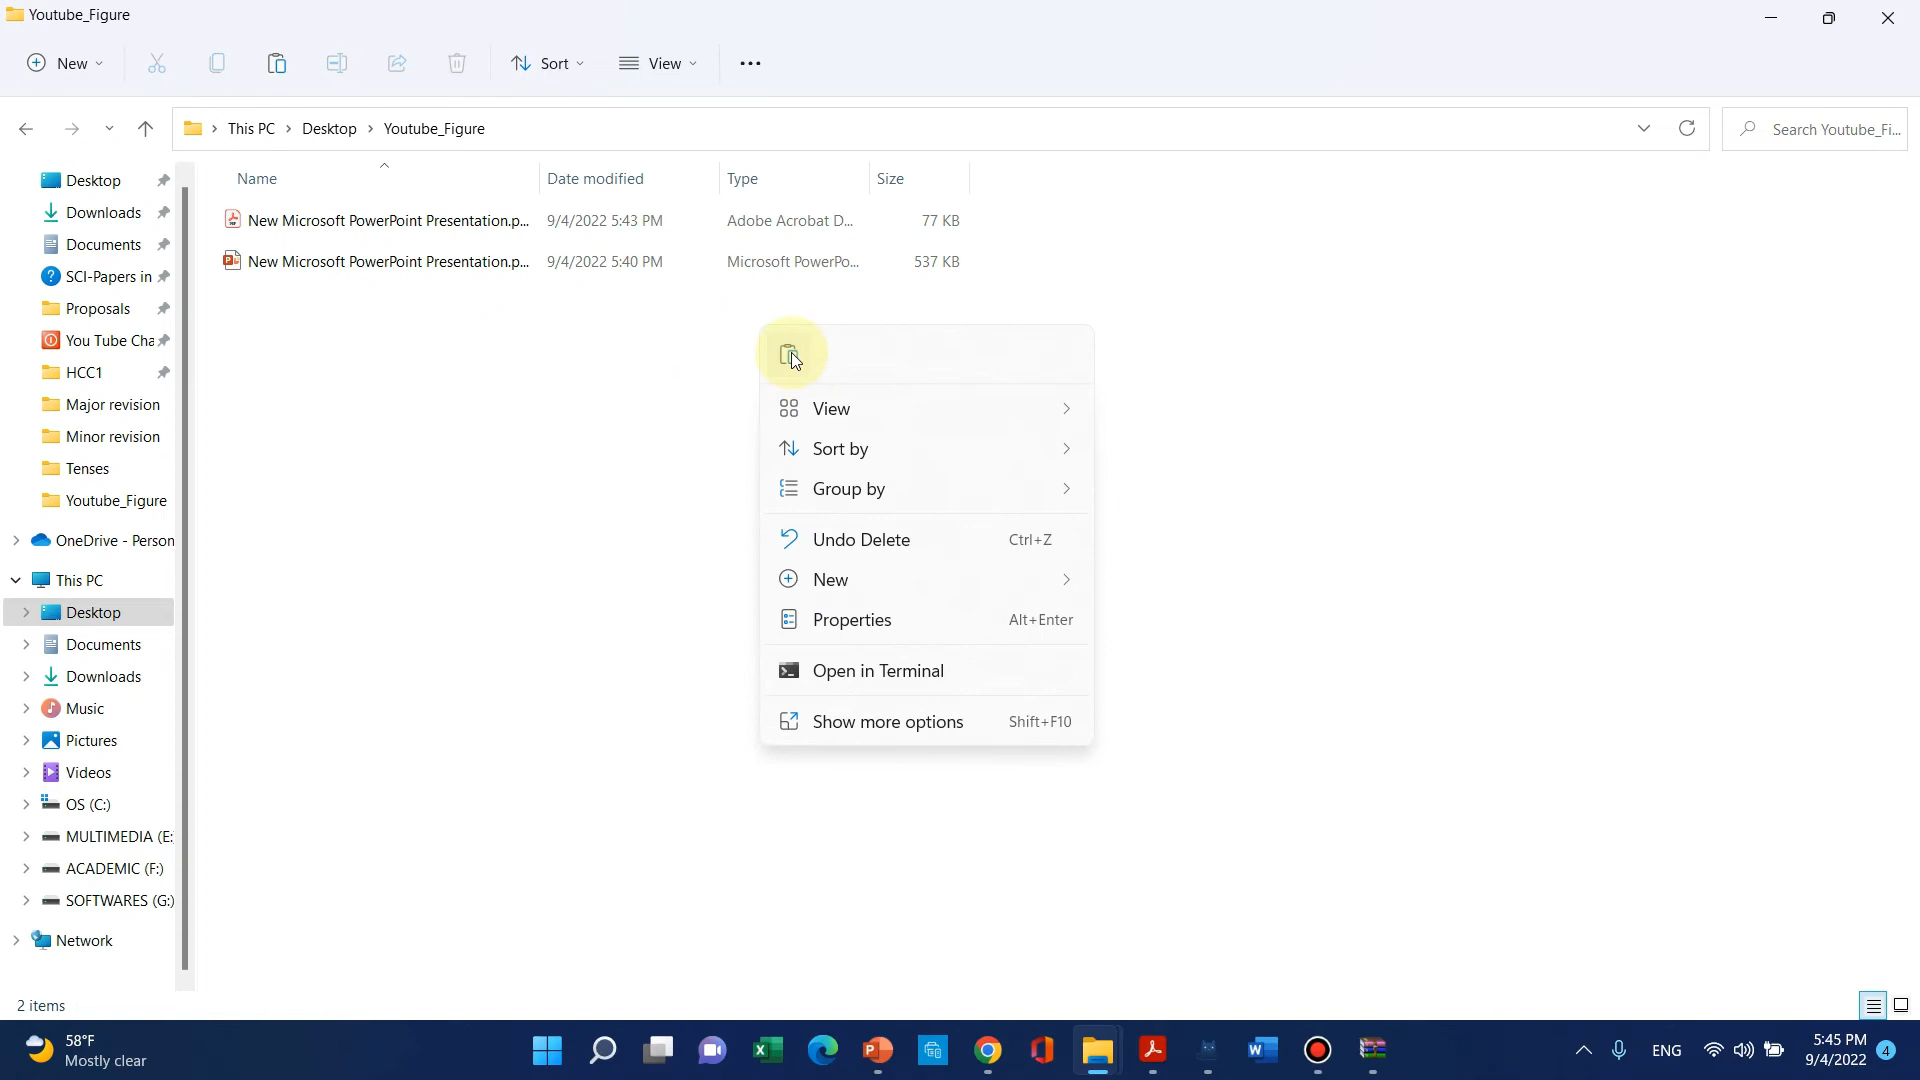 Youtube_Figure
New
Sort
View
This PC
Desktop
Youtube_Figure
Search Youtube_Fi...
Name
Date modified
Type
Size
New Microsoft PowerPoint Presentation.p...
9/4/2022 5:43 PM
Adobe Acrobat D...
77 KB
New Microsoft PowerPoint Presentation.p...
9/4/2022 5:40 PM
Microsoft PowerPo...
537 KB
Desktop
Downloads
Documents
SCI-Papers in
Proposals
You Tube Cha
HCC1
Major revision
Minor revision
Tenses
Youtube_Figure
OneDrive - Person
This PC
Desktop
Documents
Downloads
Music
Pictures
Videos
OS (C:)
MULTIMEDIA (E:
ACADEMIC (F:)
SOFTWARES (G:)
Network
View
Sort by
Group by
Undo Delete
Ctrl+Z
New
Properties
Alt+Enter
Open in Terminal
Show more options
Shift+F10
2 items
58°F
Mostly clear
ENG
5:45 PM
9/4/2022
4